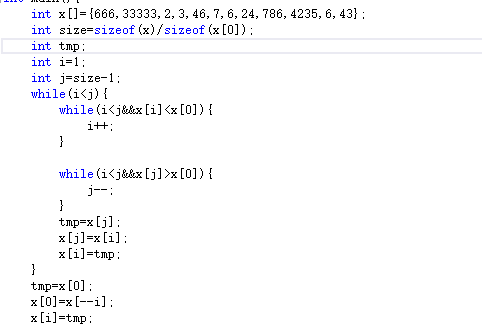 int main(){
int x[]={666,33333,2,3,46,7,6,24,786,4235,6,43};
int size=sizeof(x)/sizeof(x[0]);
int tmp;
int i=1;
int j=size-1;
while(i<j){
while(i<j&&x[i]<x[0]){
i++;
}
while(i<j&&x[j]>x[0]){
j--;
}
tmp=x[j];
x[j]=x[i];
x[i]=tmp;
}
tmp=x[0];
x[0]=x[--i];
x[i]=tmp;